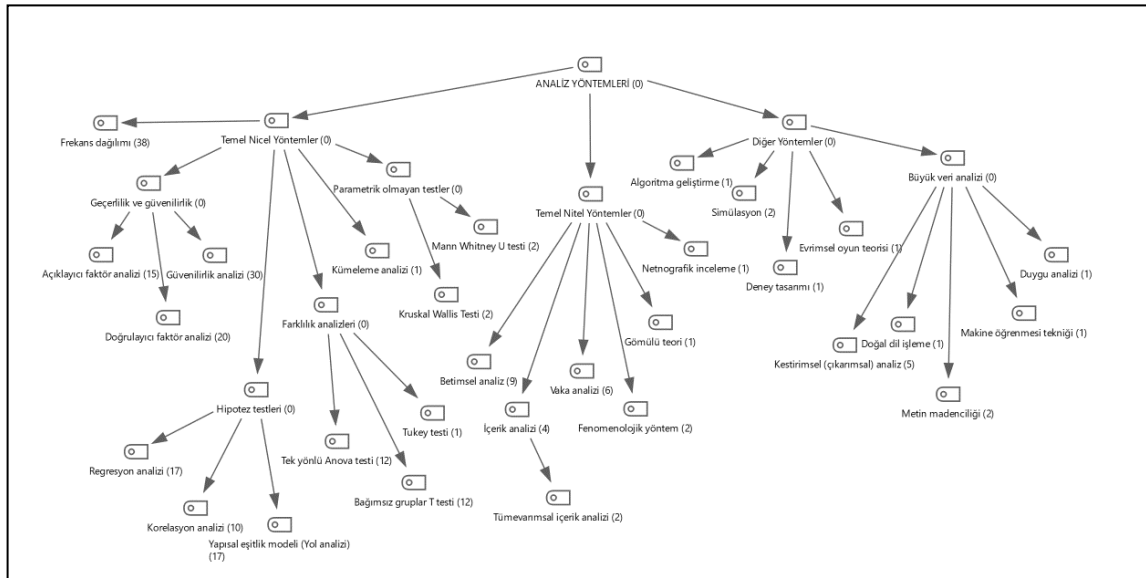 ANALİZ YÖNTEMLERİ (0)
Frekans dağılımı (38)
Temel Nicel Yöntemler (0)
Diğer Yöntemler (0)
Geçerlilik ve güvenilirlik (0)
Parametrik olmayan testler (0)
Algoritma geliştirme (1)
Büyük veri analizi (0)
Simülasyon (2)
Temel Nitel Yöntemler (0)
Mann Whitney U testi (2)
Evrimsel oyun teorisi (1)
Açıklayıcı faktör analizi (15)
Güvenilirlik analizi (30)
Kümeleme analizi (1)
Netnografik inceleme (1)
Duygu analizi (1)
Deney tasarımı (1)
Kruskal Wallis Testi (2)
Farklılık analizleri (0)
Doğrulayıcı faktör analizi (20)
Gömülü teori (1)
Doğal dil işleme (1)
Makine öğrenmesi tekniği (1)
Kestirimsel (çıkarımsal) analiz (5)
Betimsel analiz (9)
Vaka analizi (6)
Hipotez testleri (0)
Metin madenciliği (2)
Tukey testi (1)
İçerik analizi (4)
Fenomenolojik yöntem (2)
Tek yönlü Anova testi (12)
Regresyon analizi (17)
Bağımsız gruplar T testi (12)
Tümevarımsal içerik analizi (2)
Korelasyon analizi (10)
Yapısal eşitlik modeli (Yol analizi)
(17)